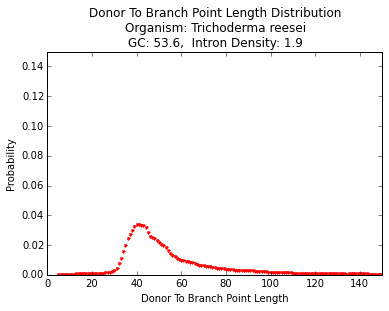 Donor To Branch Point Length Distribution
Organism: Trichoderma reesei
GC: 53.6,  Intron Density: 1.9
0.14
0.12
0.10
0.08
0.06
0.04
0.02
0.00
Probability
0 20 40 60 80 100 120 140
Donor To Branch Point Length